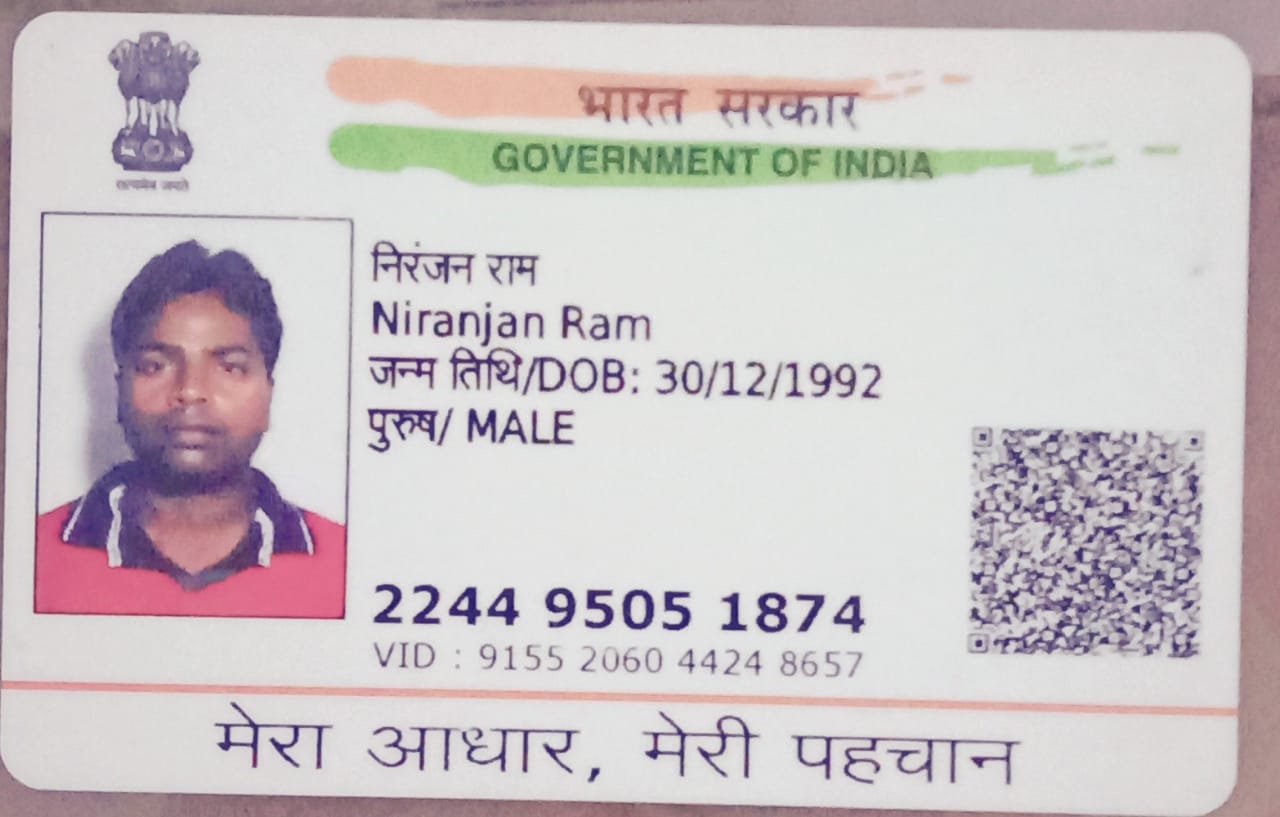 सत्यमेव जयते
भारत सरकार
GOVERNMENT OF INDIA
निरंजन राम
Niranjan Ram
जन्म तिथि/DOB: 30/12/1992
पुरुष/ MALE
2244 9505 1874
VID : 9155 2060 4424 8657
मेरा आधार, मेरी पहचान